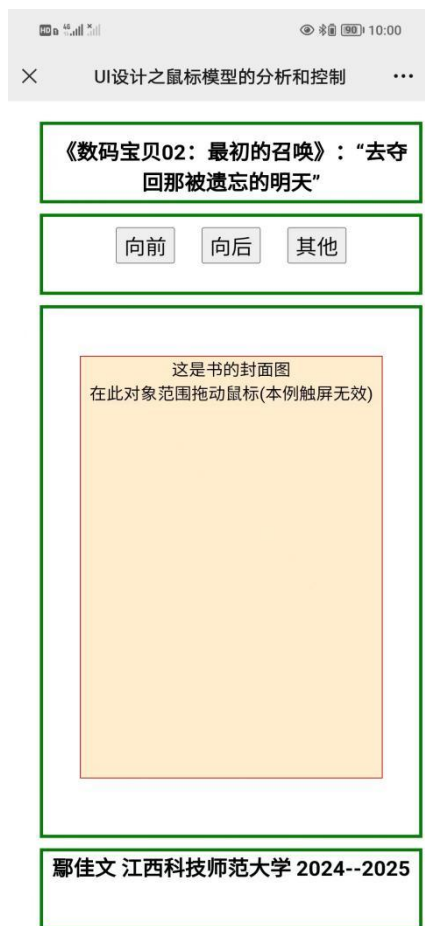 HD 4G 90 10:00
UI设计之鼠标模型的分析和控制
《数码宝贝02：最初的召唤》：“去夺
回那被遗忘的明天”
向前 向后 其他
这是书的封面图
在此对象范围拖动鼠标(本例触屏无效)
鄢佳文 江西科技师范大学 2024--2025